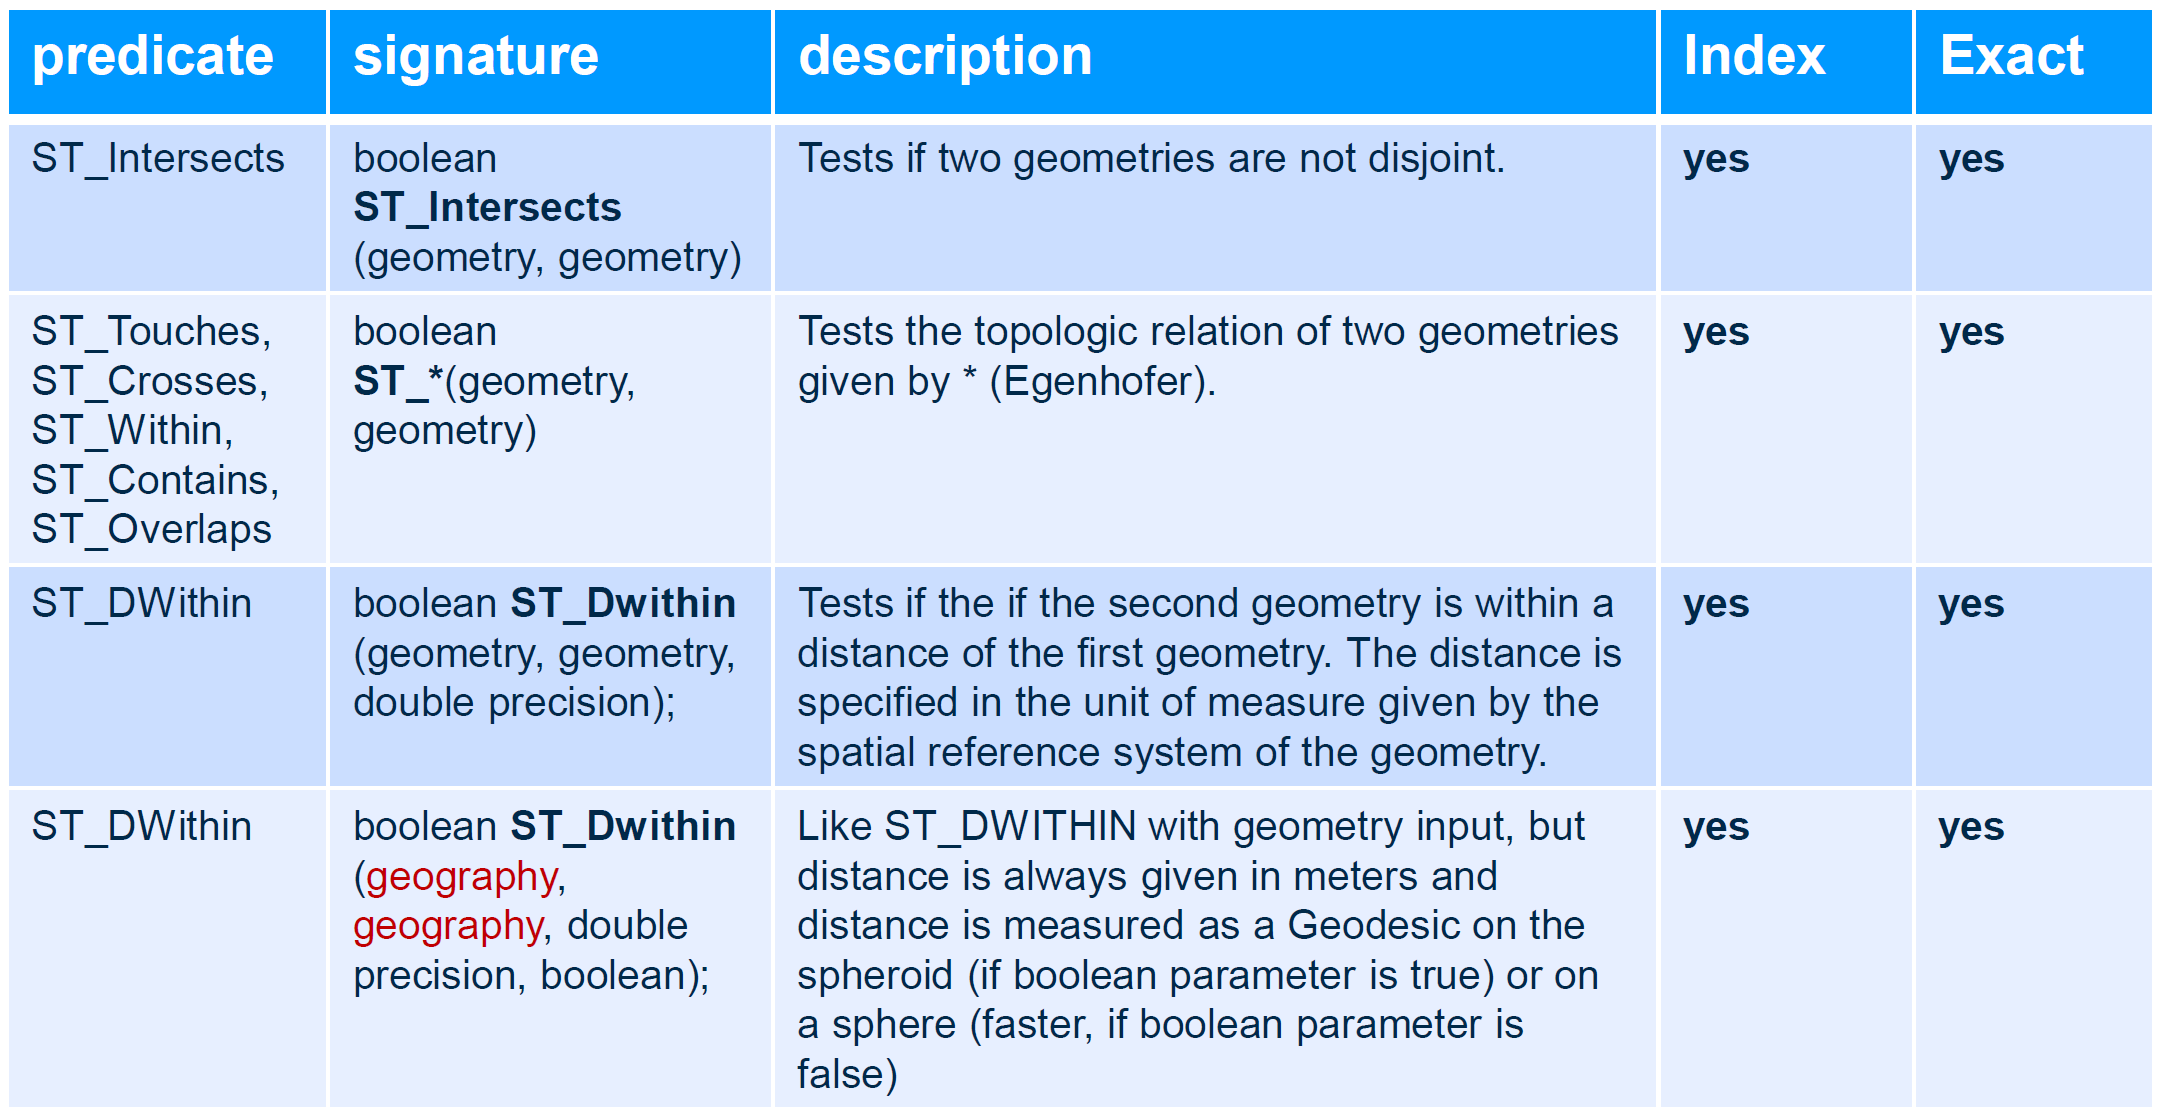 predicate signature description Index Exact
ST_Intersects
boolean
ST_Intersects
(geometry, geometry)
Tests if two geometries are not disjoint.
yes
yes
ST_Touches,
ST_Crosses,
ST_Within,
ST_Contains,
ST_Overlaps
boolean
ST_*(geometry,
geometry)
Tests the topologic relation of two geometries
given by * (Egenhofer).
yes
yes
ST_DWithin
boolean ST_Dwithin
(geometry, geometry,
double precision);
Tests if the if the second geometry is within a
distance of the first geometry. The distance is
specified in the unit of measure given by the
spatial reference system of the geometry.
yes
yes
ST_DWithin
boolean ST_Dwithin
(geography,
geography, double
precision, boolean);
Like ST_DWITHIN with geometry input, but
distance is always given in meters and
distance is measured as a Geodesic on the
spheroid (if boolean parameter is true) or on
a sphere (faster, if boolean parameter is
false)
yes
yes